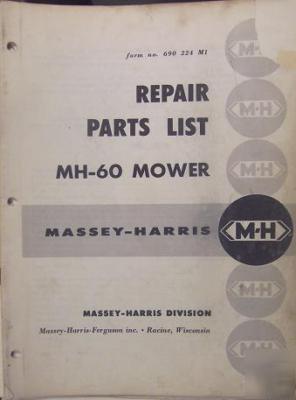 form no. 690 224 M1
M-H
REPAIR
PARTS LIST
M-H
MH-60 MOWER
M-H
MASSEY-HARRIS
M-H
M-H
MASSEY-HARRIS DIVISION
Massey-Harris-Ferguson inc. • Racine, Wisconsin
M-H